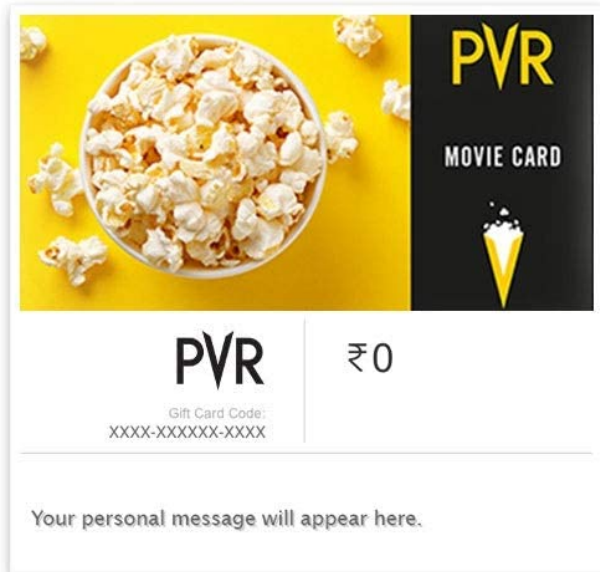 PVR
MOVIE CARD
PVR
₹0
Gift Card Code:
XXXX-XXXXXX-XXXX
Your personal message will appear here.